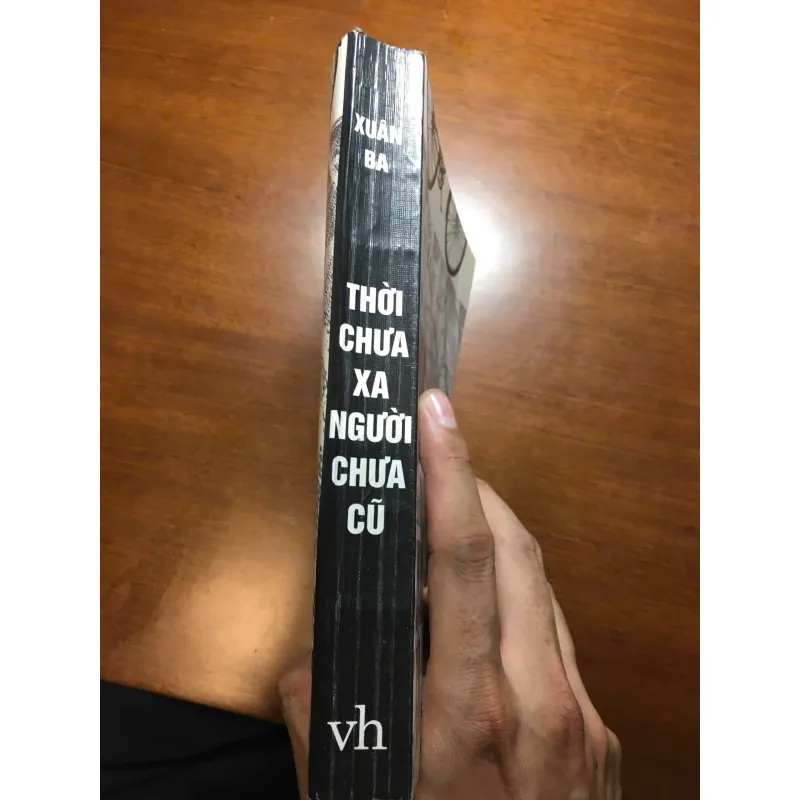 XUÂN
BA
THỜI
CHƯA
XA
NGƯỜI
CHƯA
CŨ
vh